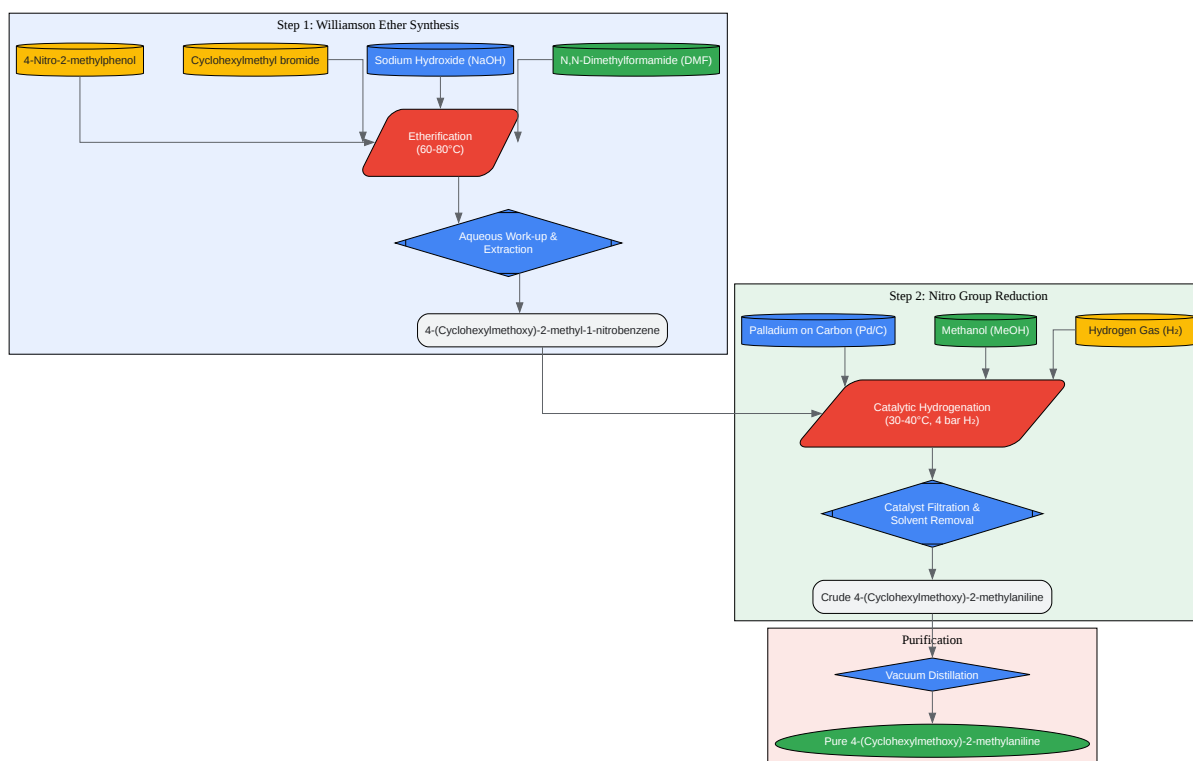 Step 1: Williamson Ether Synthesis
4-Nitro-2-methylphenol
Cyclohexylmethyl bromide
Sodium Hydroxide (NaOH)
N,N-Dimethylformamide (DMF)
Etherification
(60-80°C)
Aqueous Work-up &
Extraction
4-(Cyclohexylmethoxy)-2-methyl-1-nitrobenzene
Step 2: Nitro Group Reduction
Palladium on Carbon (Pd/C)
Methanol (MeOH)
Hydrogen Gas (H₂)
Catalytic Hydrogenation
(30-40°C, 4 bar H₂)
Catalyst Filtration &
Solvent Removal
Crude 4-(Cyclohexylmethoxy)-2-methylaniline
Purification
Vacuum Distillation
Pure 4-(Cyclohexylmethoxy)-2-methylaniline